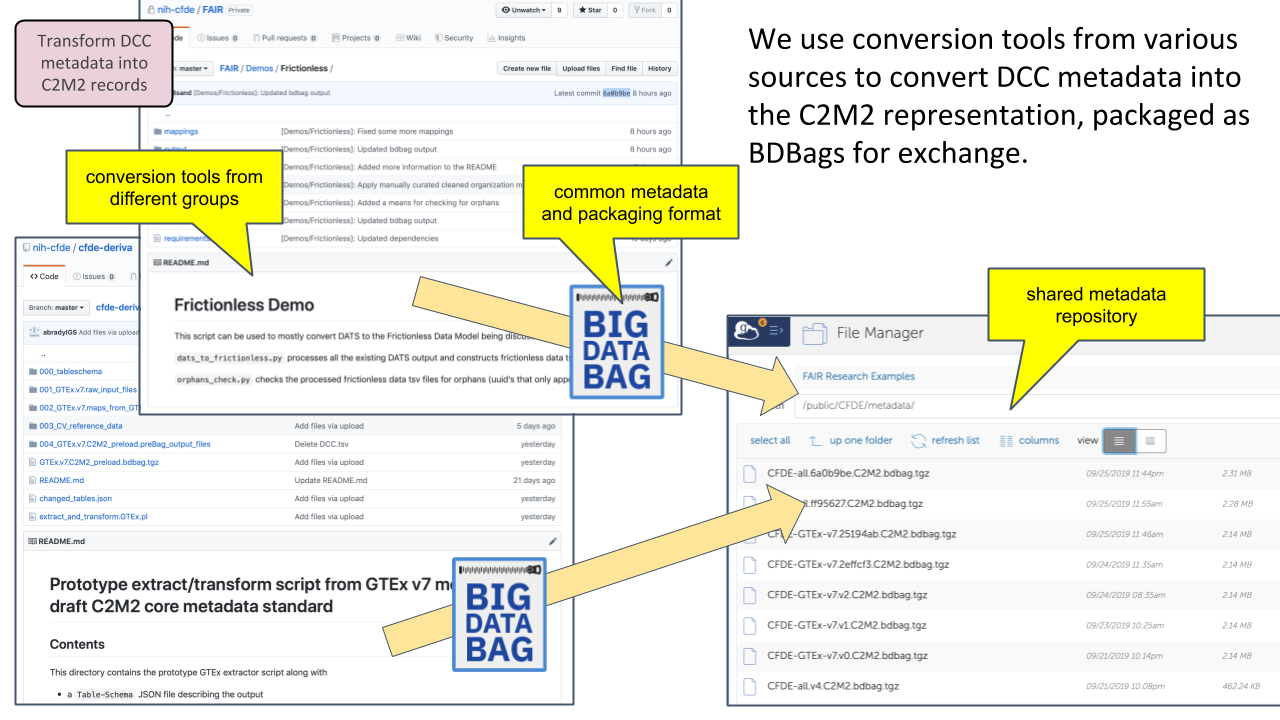 Transform DCC
metadata into
C2M2 records
We use conversion tools from various
sources to convert DCC metadata into
the C2M2 representation, packaged as
BDBags for exchange.
nih-cfde / FAIR Private
Unwatch 9 Star 0 Fork 0
Issues 0 Pull requests 0 Projects 0 Wiki Security Insights
master FAIR / Demos / Frictionless /
Create new file Upload files Find file History
[Demos/Frictionless]: Updated bdbag output Latest commit 6a0b9be 8 hours ago
..
mappings [Demos/Frictionless]: Fixed some more mappings 8 hours ago
output [Demos/Frictionless]: Updated bdbag output 8 hours ago
[Demos/Frictionless]: Added more information to the README
[Demos/Frictionless]: Apply manually curated cleaned organization
[Demos/Frictionless]: Added a means for checking for orphans
[Demos/Frictionless]: Updated bdbag output
requirements [Demos/Frictionless]: Updated dependencies days ago
README.md
Frictionless Demo
This script can be used to mostly convert DATS to the Frictionless Data Model being
dats_to_frictionless.py processes all the existing DATS output and constructs frictionless data
orphans_check.py checks the processed frictionless data tsv files for orphans (uuid's that only
conversion tools from
different groups
common metadata
and packaging format
BIG
DATA
BAG
nih-cfde / cfde-deriva
Code Issues 0
Branch: master cfde-deriv
abradyIGS Add files via upload
..
000_tableschema
001_GTEx.v7.raw_input_files
002_GTEx.v7.maps_from_GT
003_CV_reference_data Add files via upload 5 days ago
004_GTEx.v7.C2M2_preload.preBag_output_files Delete DCC.tsv yesterday
GTEx.v7.C2M2_preload.bdbag.tgz Add files via upload yesterday
README.md Update README.md 21 days ago
changed_tables.json Add files via upload yesterday
extract_and_transform.GTEx.pl Add files via upload yesterday
README.md
Prototype extract/transform script from GTEx v7
draft C2M2 core metadata standard
Contents
This directory contains the prototype GTEx extractor script along with
• a Table-Schema JSON file describing the output
BIG
DATA
BAG
shared metadata
repository
File Manager
FAIR Research Examples
/public/CFDE/metadata/
select all up one folder refresh list columns view
CFDE-all.6a0b9be.C2M2.bdbag.tgz 09/25/2019 11:44pm 2.31 MB
ff95627.C2M2.bdbag.tgz 09/25/2019 11:55am 2.28 MB
CFDE-GTEx-v7.25194ab.C2M2.bdbag.tgz 09/25/2019 11:46am 2.14 MB
CFDE-GTEx-v7.2effcf3.C2M2.bdbag.tgz 09/24/2019 11:35am 2.14 MB
CFDE-GTEx-v7.v2.C2M2.bdbag.tgz 09/24/2019 08:35am 2.14 MB
CFDE-GTEx-v7.v1.C2M2.bdbag.tgz 09/23/2019 10:25am 2.14 MB
CFDE-GTEx-v7.v0.C2M2.bdbag.tgz 09/21/2019 10:14pm 2.14 MB
CFDE-all.v4.C2M2.bdbag.tgz 09/21/2019 10:08pm 462.24 KB